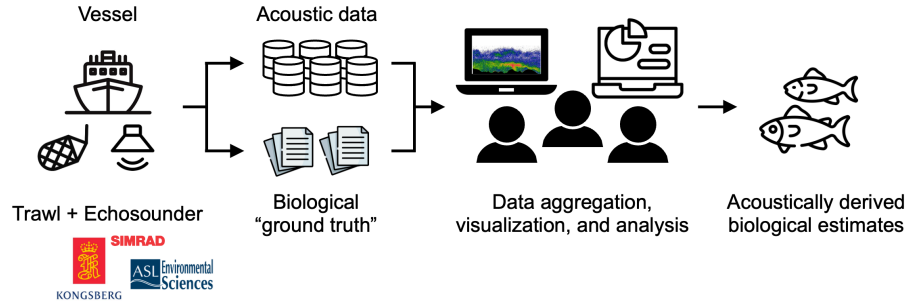 Vessel
Acoustic data
Trawl + Echosounder
Biological
“ground truth”
Data aggregation,
visualization, and analysis
Acoustically derived
biological estimates
SIMRAD
KONGSBERG
ASL Environmental
Sciences